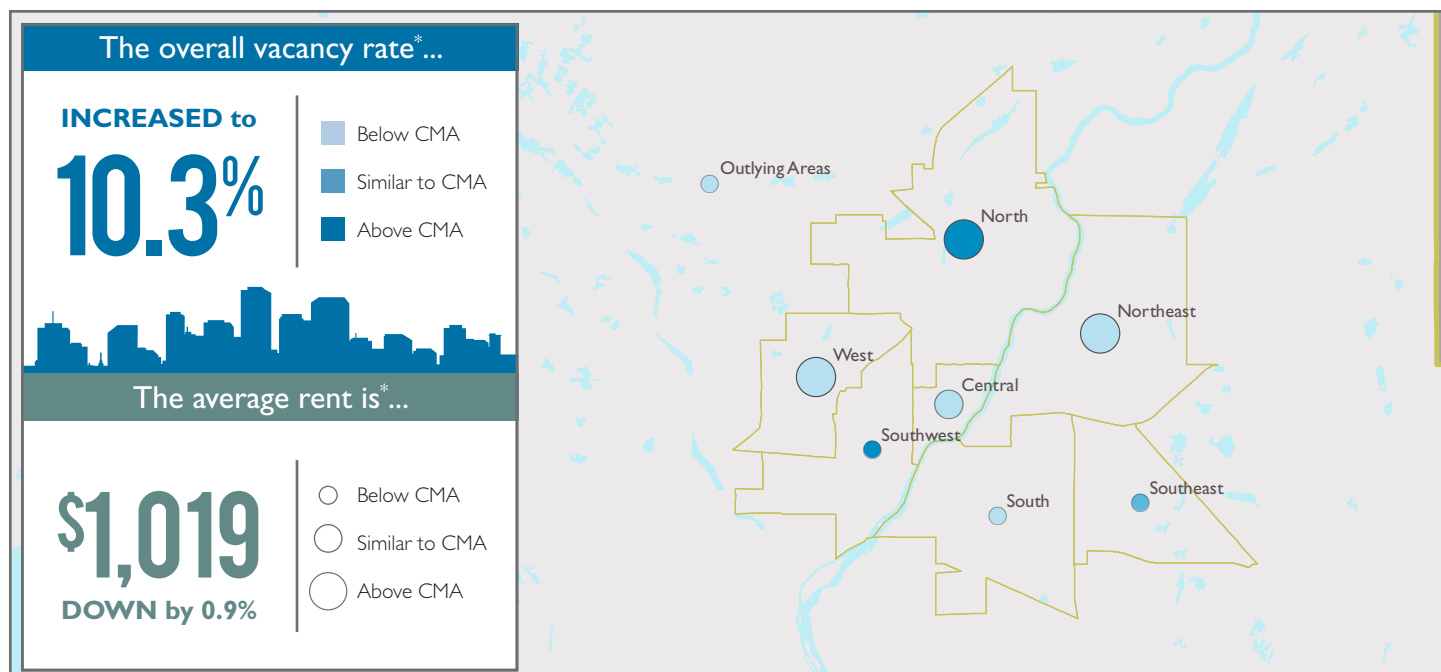 The overall vacancy rate*...
INCREASED to
10.3%
Below CMA
Similar to CMA
Above CMA
The average rent is*...
$1,019
DOWN by 0.9%
Below CMA
Similar to CMA
Above CMA
Outlying Areas
North
Northeast
West
Central
Southwest
Southeast
South